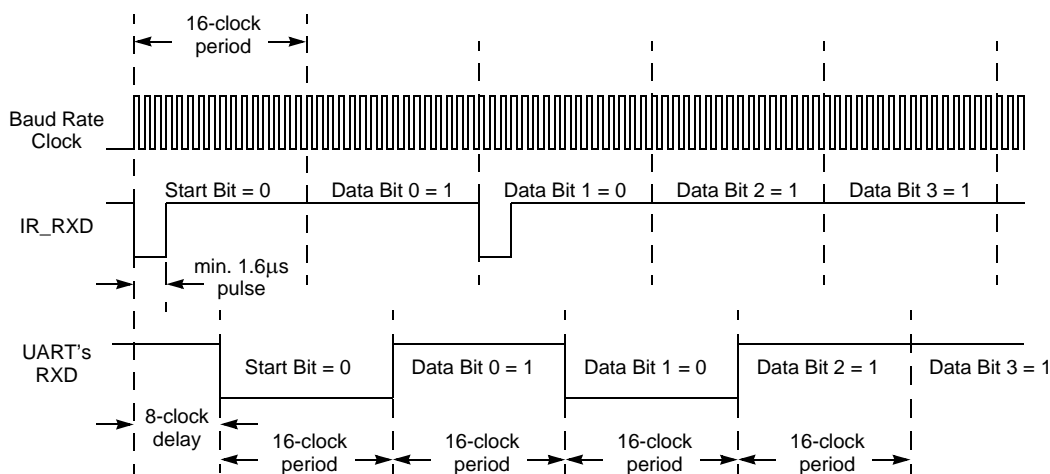 16-clock
period
Baud Rate
Clock
Start Bit = 0
Data Bit 0 = 1
Data Bit 1 = 0
Data Bit 2 = 1
Data Bit 3 = 1
IR_RXD
min. 1.6μs
pulse
UART's
RXD
Start Bit = 0
Data Bit 0 = 1
Data Bit 1 = 0
Data Bit 2 = 1
Data Bit 3 = 1
8-clock
delay
16-clock
period
16-clock
period
16-clock
period
16-clock
period